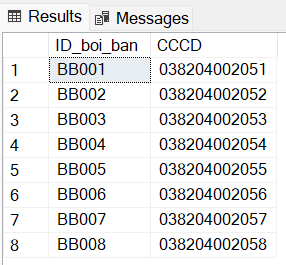 Results Messages
ID_boi_ban CCCD
1 BB001 038204002051
2 BB002 038204002052
3 BB003 038204002053
4 BB004 038204002054
5 BB005 038204002055
6 BB006 038204002056
7 BB007 038204002057
8 BB008 038204002058